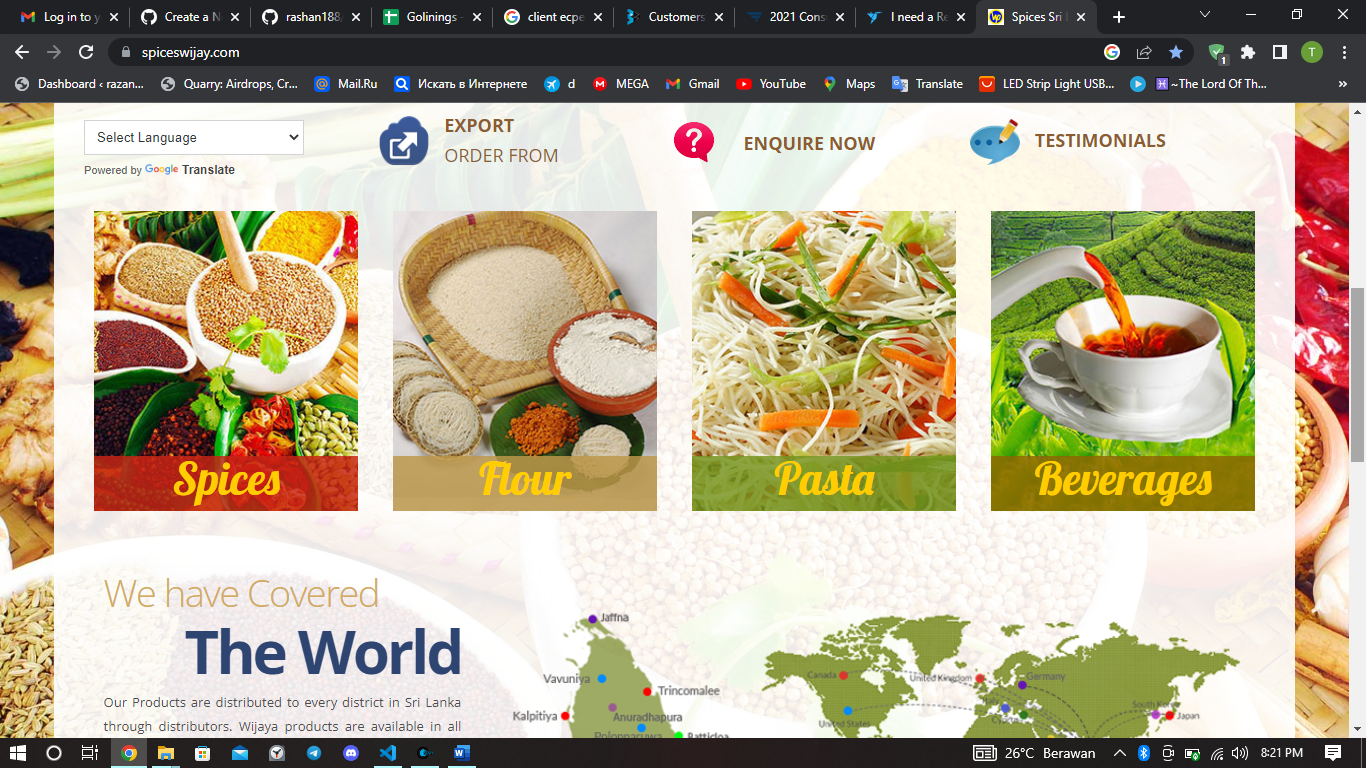 Log in to y
Create a N
rashan188
Golinings -
client ecpe
Customers
2021 Cons
I need a Re
Spices Sri
spiceswijay.com
1
T
Dashboard ‹ razan...
Quarry: Airdrops, Cr...
Mail.Ru
Искать в Интернете
d
MEGA
Gmail
YouTube
Maps
Translate
LED Strip Light USB...
~The Lord Of Th...
»
Select Language
Powered by Google Translate
EXPORT
ORDER FROM
ENQUIRE NOW
TESTIMONIALS
Spices
Flour
Pasta
Beverages
We have Covered
The World
Our Products are distributed to every district in Sri Lanka
through distributors. Wijaya products are available in all
Jaffna
Vavuniya
Trincomalee
Kalpitiya
Anuradhapura
Polonnaruwa
Canada
United Kingdom
Germany
United States
South Korea
Japan
26°C Berawan
8:21 PM